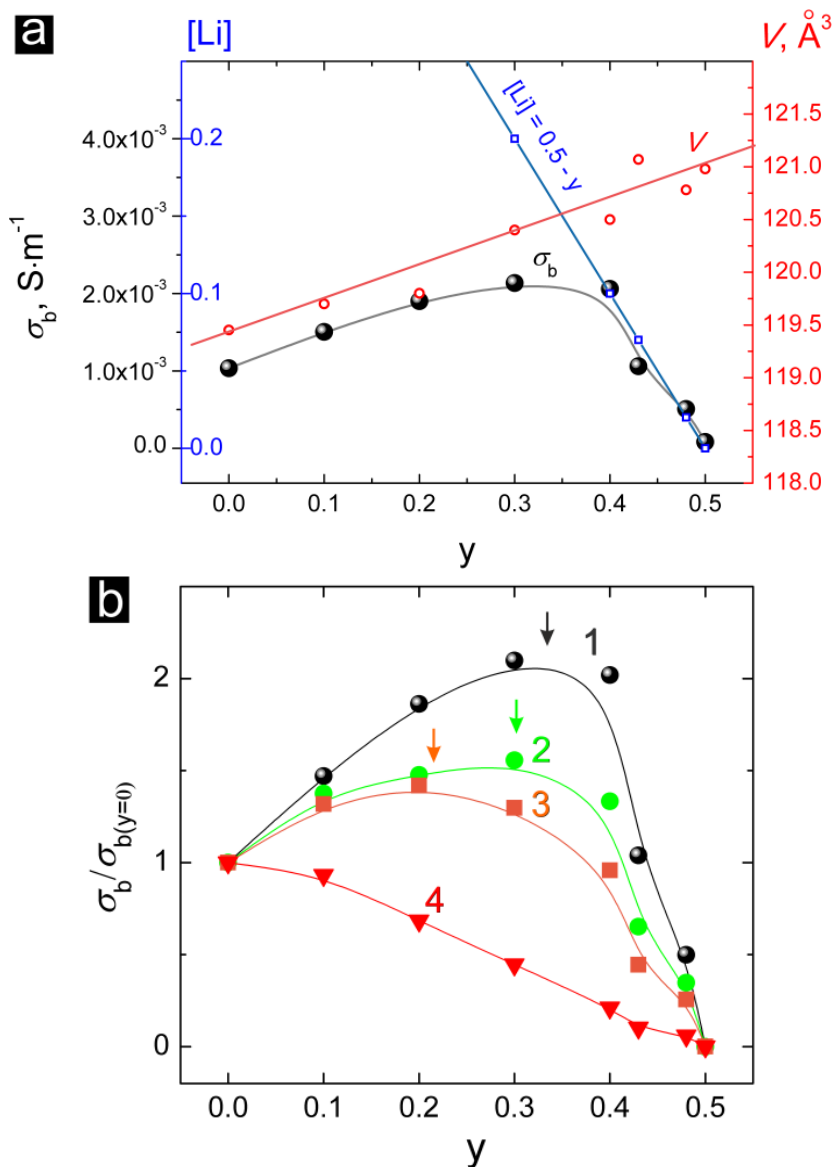 a
[Li]
V, Å³
4.0x10⁻³
3.0x10⁻³
2.0x10⁻³
1.0x10⁻³
0.0
σb, S·m⁻¹
0.2
0.1
0.0
[Li] = 0.5 - y
V
σb
121.5
121.0
120.5
120.0
119.5
119.0
118.5
118.0
0.0 0.1 0.2 0.3 0.4 0.5
y
b
2
1
0
σb/σb(y=0)
1
2
3
4
0.0 0.1 0.2 0.3 0.4 0.5
y